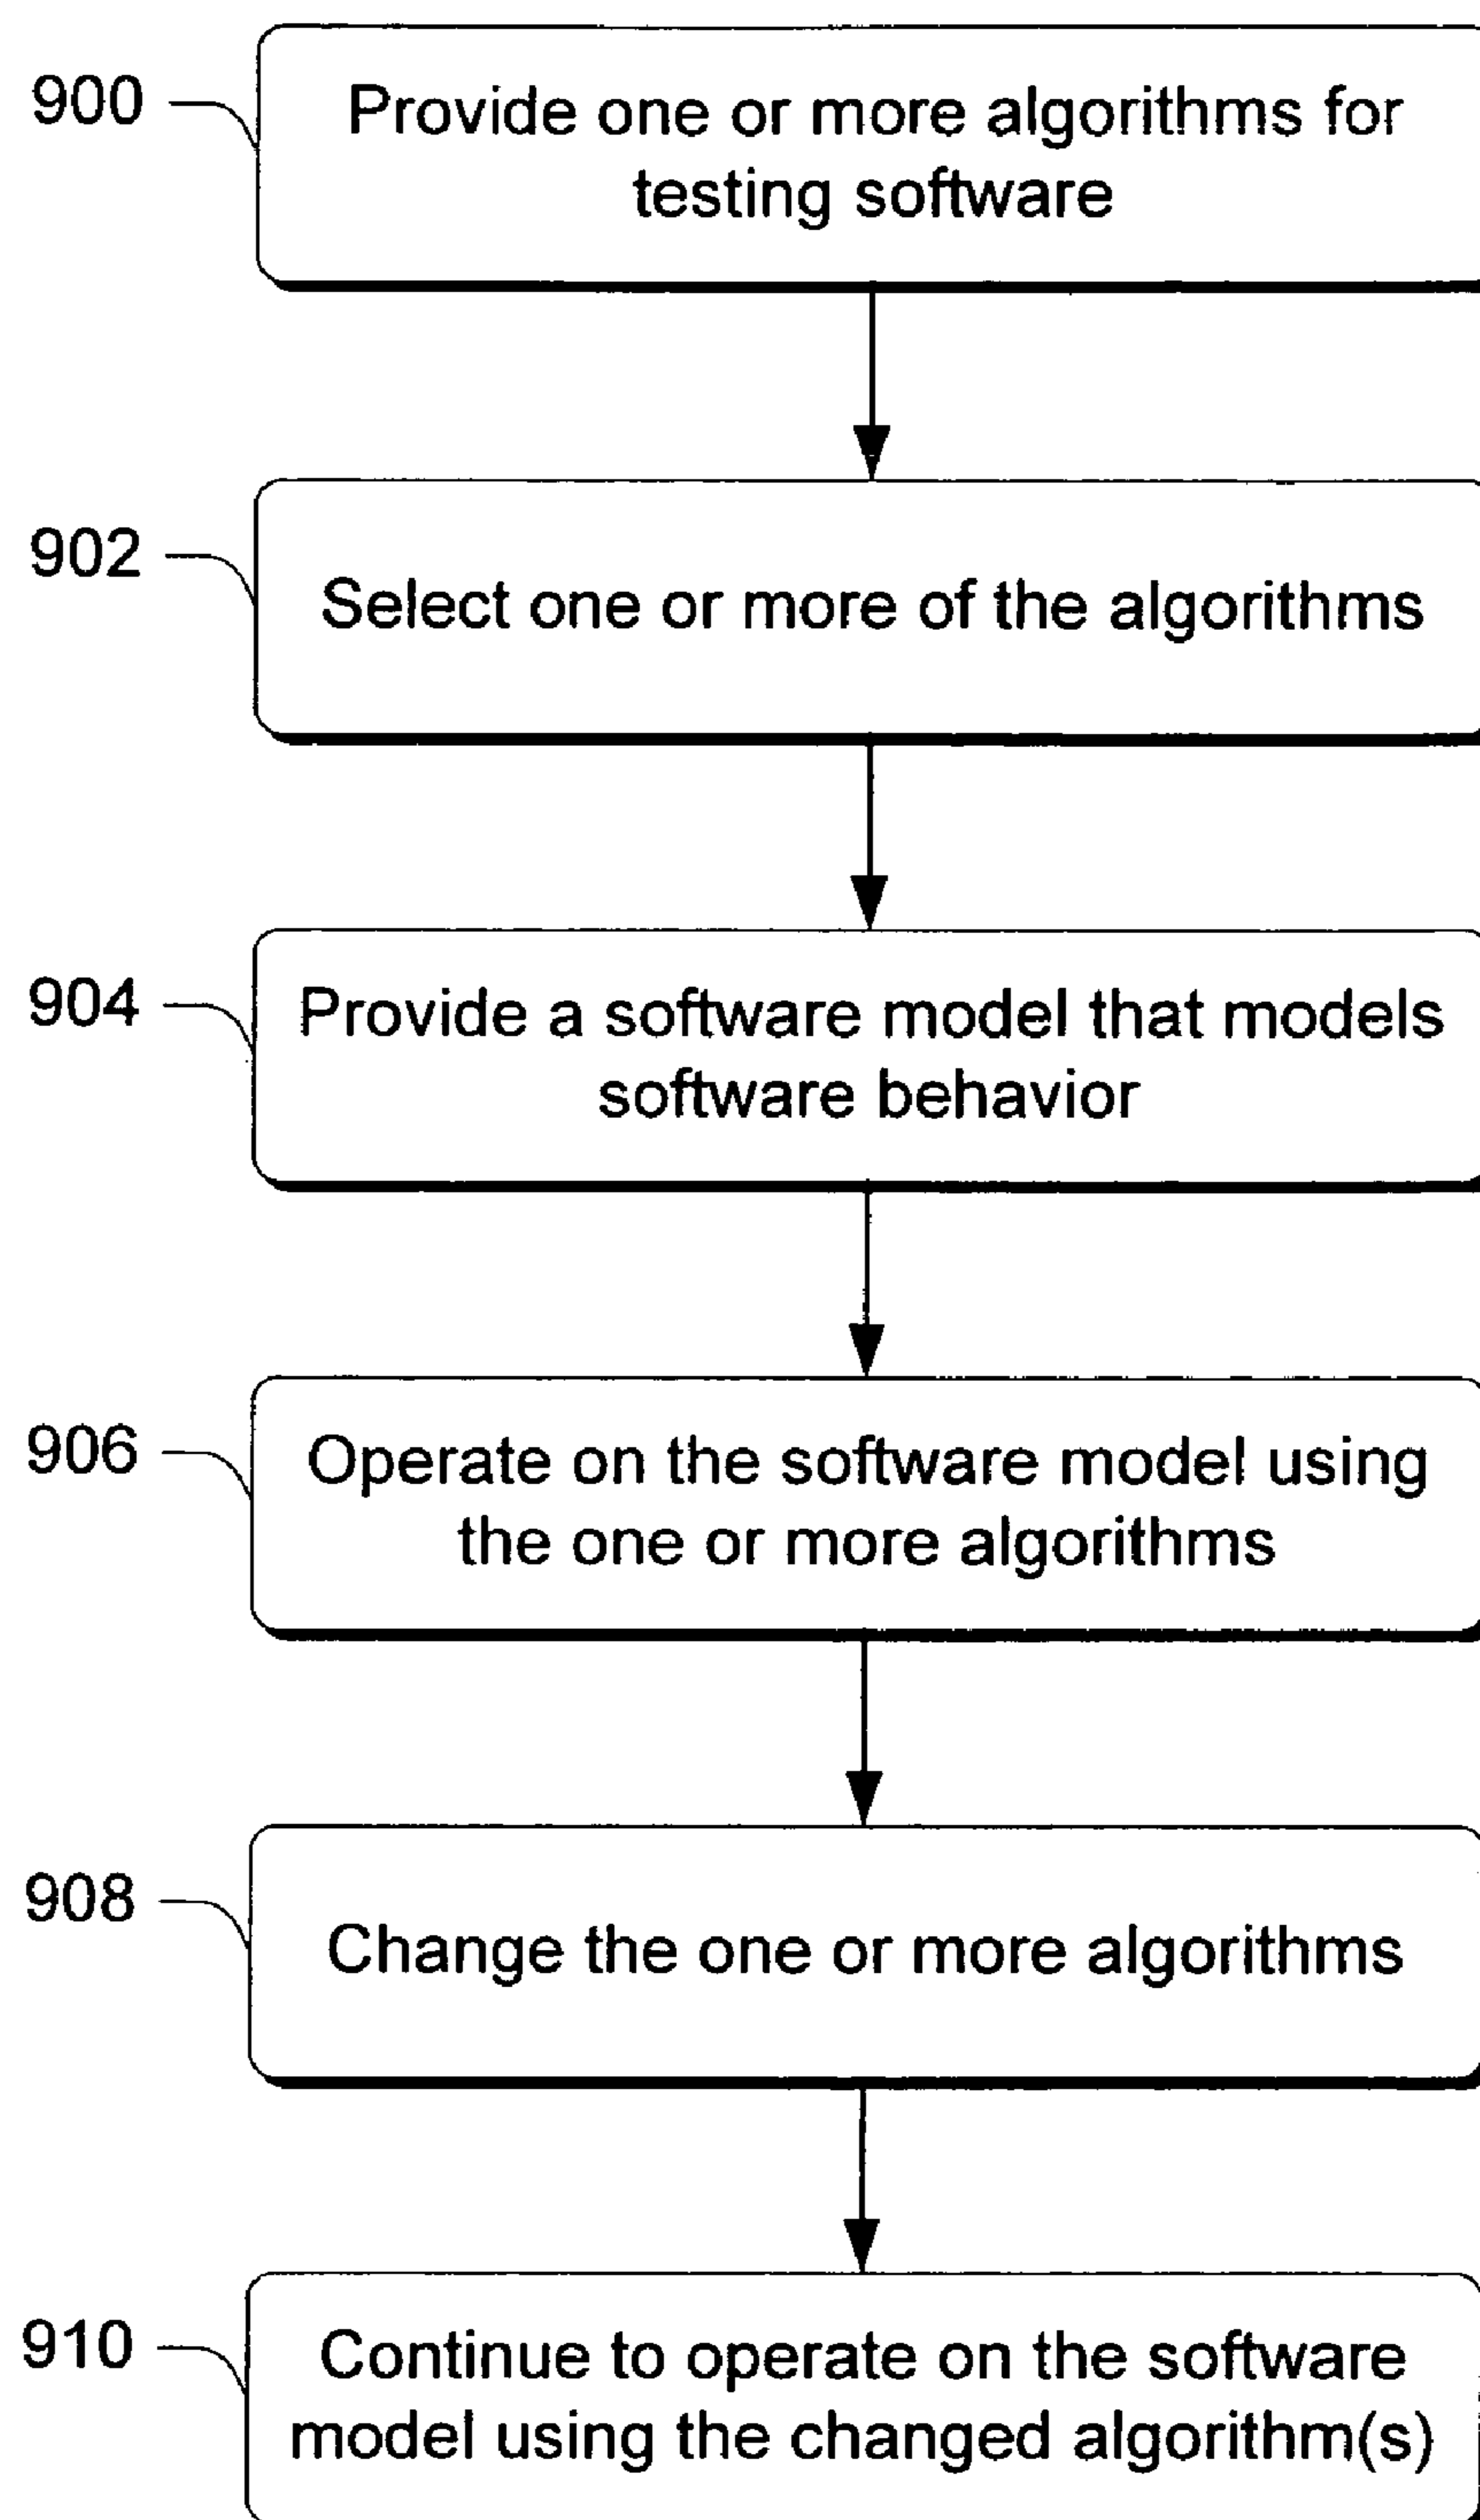 900
Provide one or more algorithms for
testing software
902
Select one or more of the algorithms
904
Provide a software model that models
software behavior
906
Operate on the software model using
the one or more algorithms
908
Change the one or more algorithms
910
Continue to operate on the software
model using the changed algorithm(s)